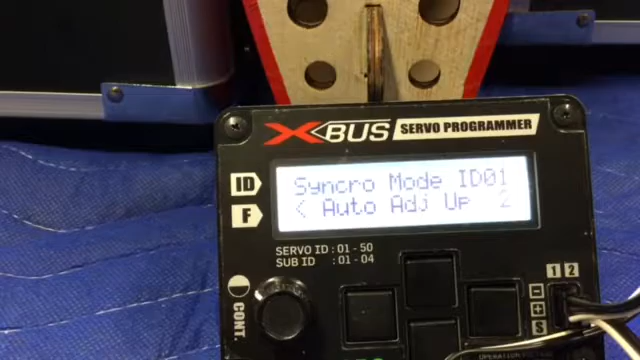 XBUS SERVO PROGRAMMER
ID
F
Syncro Mode ID01
< Auto Adj Up 2
SERVO ID : 01 - 50
SUB ID : 01 - 04
CONT.
1 2
-
+
S